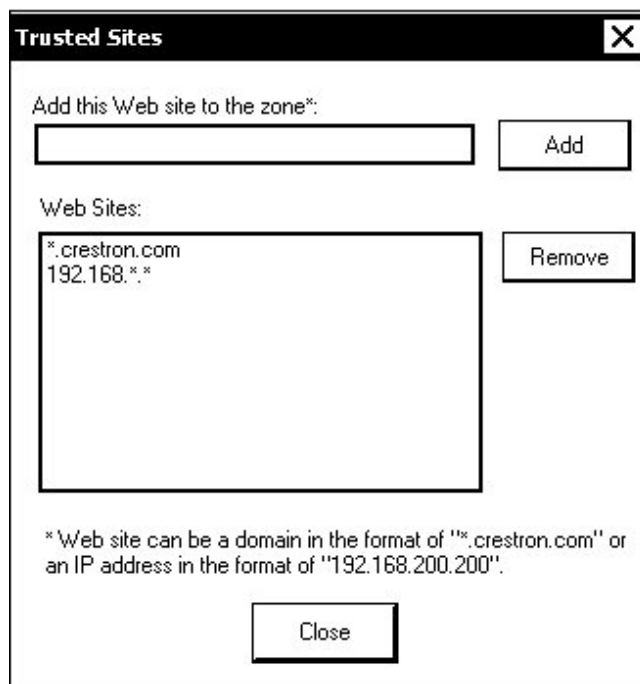 Trusted Sites
Add this Web site to the zone*:
Add
Web Sites:
*.crestron.com
192.168.*.*
Remove
* Web site can be a domain in the format of "*.crestron.com" or
an IP address in the format of "192.168.200.200".
Close